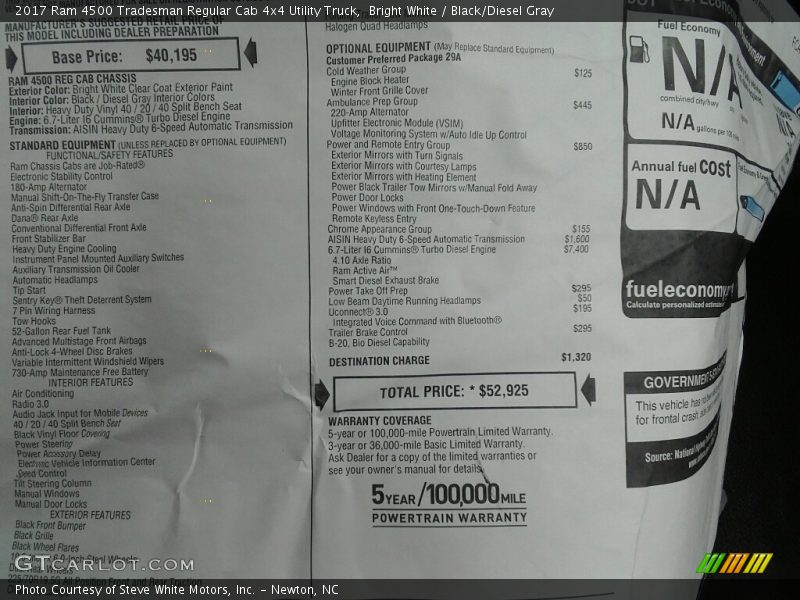 2017 Ram 4500 Tradesman Regular Cab 4x4 Utility Truck, Bright White / Black/Diesel Gray
MANUFACTURER'S SUGGESTED RETAIL PRICE OF
THIS MODEL INCLUDING DEALER PREPARATION
Base Price: $40,195
RAM 4500 REG CAB CHASSIS
Exterior Color: Bright White Clear Coat Exterior Paint
Interior Color: Black / Diesel Gray Interior Colors
Interior: Heavy Duty Vinyl 40 / 20 / 40 Split Bench Seat
Engine: 6.7-Liter I6 Cummins® Turbo Diesel Engine
Transmission: AISIN Heavy Duty 6-Speed Automatic Transmission
STANDARD EQUIPMENT (UNLESS REPLACED BY OPTIONAL EQUIPMENT)
FUNCTIONAL/SAFETY FEATURES
Ram Chassis Cabs are Job-Rated®
Electronic Stability Control
180-Amp Alternator
Manual Shift-On-The-Fly Transfer Case
Anti-Spin Differential Rear Axle
Dana® Rear Axle
Conventional Differential Front Axle
Front Stabilizer Bar
Heavy Duty Engine Cooling
Instrument Panel Mounted Auxiliary Switches
Auxiliary Transmission Oil Cooler
Automatic Headlamps
Tip Start
Sentry Key® Theft Deterrent System
7 Pin Wiring Harness
Tow Hooks
52-Gallon Rear Fuel Tank
Advanced Multistage Front Airbags
Anti-Lock 4-Wheel Disc Brakes
Variable Intermittent Windshield Wipers
730-Amp Maintenance Free Battery
INTERIOR FEATURES
Air Conditioning
Radio 3.0
Audio Jack Input for Mobile Devices
40 / 20 / 40 Split Bench Seat
Black Vinyl Floor Covering
Power Steering
Power Accessory Delay
Electronic Vehicle Information Center
Speed Control
Tilt Steering Column
Manual Windows
Manual Door Locks
EXTERIOR FEATURES
Black Front Bumper
Black Grille
Black Wheel Flares
Steel Wheels
Halogen Quad Headlamps
OPTIONAL EQUIPMENT (May Replace Standard Equipment)
Customer Preferred Package 29A
Cold Weather Group $125
Engine Block Heater
Winter Front Grille Cover
Ambulance Prep Group $445
220-Amp Alternator
Upfitter Electronic Module (VSIM)
Voltage Monitoring System w/Auto Idle Up Control
Power and Remote Entry Group $850
Exterior Mirrors with Turn Signals
Exterior Mirrors with Courtesy Lamps
Exterior Mirrors with Heating Element
Power Black Trailer Tow Mirrors w/Manual Fold Away
Power Door Locks
Power Windows with Front One-Touch-Down Feature
Remote Keyless Entry
Chrome Appearance Group $155
AISIN Heavy Duty 6-Speed Automatic Transmission $1,600
6.7-Liter I6 Cummins® Turbo Diesel Engine $7,400
4.10 Axle Ratio
Ram Active Air™
Smart Diesel Exhaust Brake
Power Take Off Prep $295
Low Beam Daytime Running Headlamps $50
Uconnect® 3.0 $195
Integrated Voice Command with Bluetooth®
Trailer Brake Control $295
B-20, Bio Diesel Capability
DESTINATION CHARGE $1,320
TOTAL PRICE: * $52,925
WARRANTY COVERAGE
5-year or 100,000-mile Powertrain Limited Warranty.
3-year or 36,000-mile Basic Limited Warranty.
Ask Dealer for a copy of the limited warranties or
see your owner's manual for details.
5 YEAR / 100,000 MILE
POWERTRAIN WARRANTY
Fuel Economy
N/A
combined city/hwy
N/A gallons per 100
Annual fuel cost
N/A
fueleconomy
Calculate personalized
GOVERNMENT
This vehicle has
for frontal crash
Source: National
www.
GTCARLOT.COM
Photo Courtesy of Steve White Motors, Inc. – Newton, NC